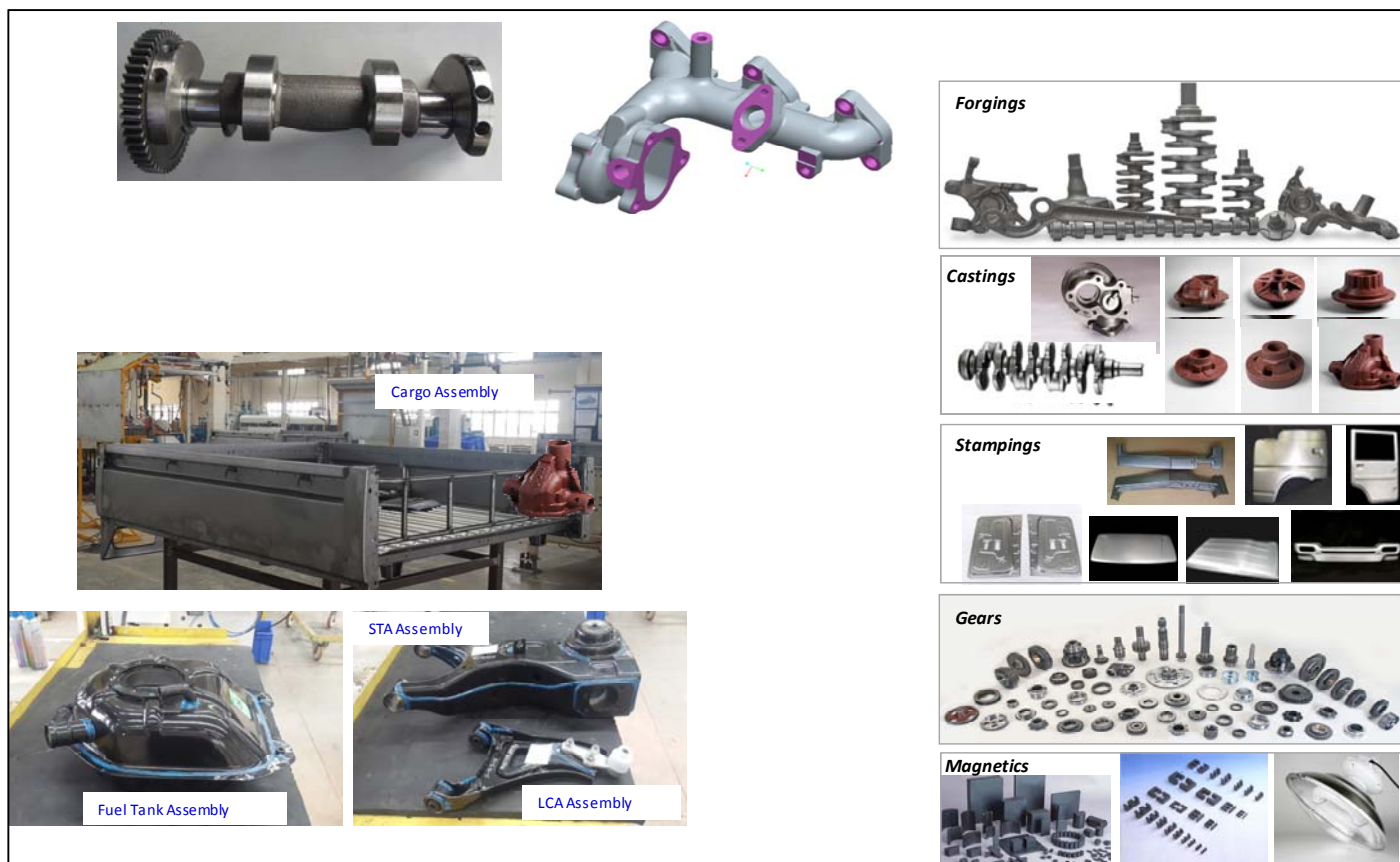 Forgings
Castings
Cargo Assembly
Stampings
Gears
STA Assembly
Magnetics
Fuel Tank Assembly
LCA Assembly